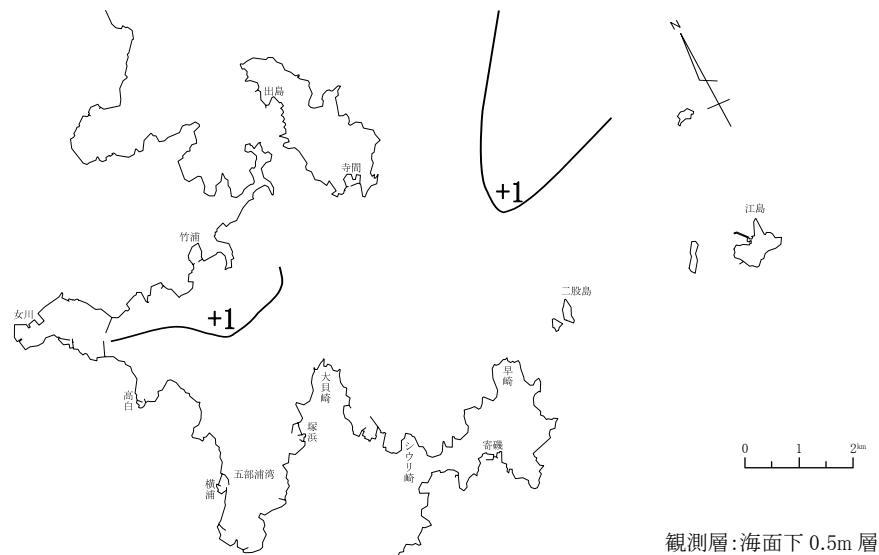 N
出島
寺間
+1
江島
竹浦
二股島
女川
+1
大貝崎
早崎
高白
塚浜
シウリ崎
寄磯
五部浦湾
横浦
0 1 2km
観測層:海面下 0.5m 層